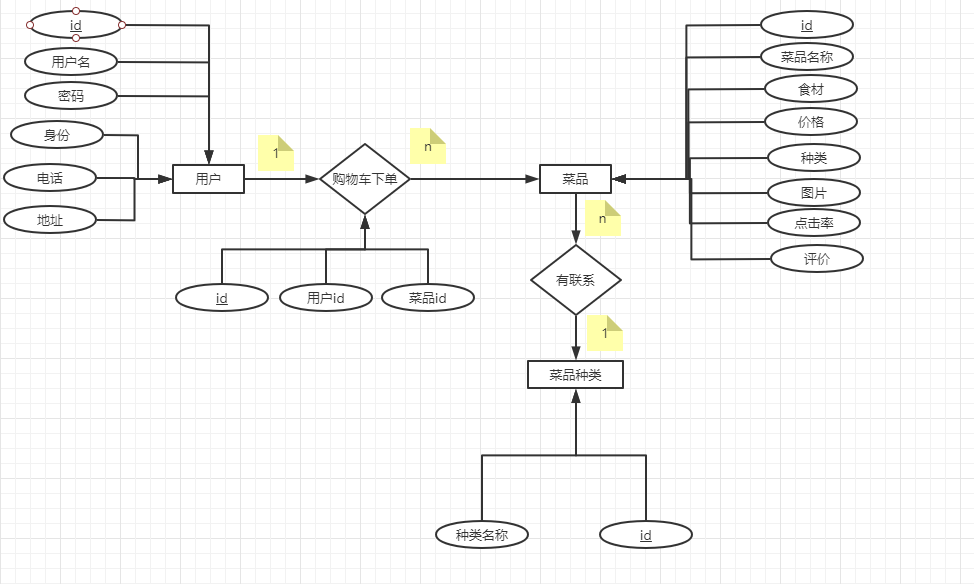 id
用户名
密码
身份
电话
地址
用户
1
购物车下单
n
菜品
id
菜品名称
食材
价格
种类
图片
点击率
评价
id
用户id
菜品id
n
有联系
1
菜品种类
种类名称
id